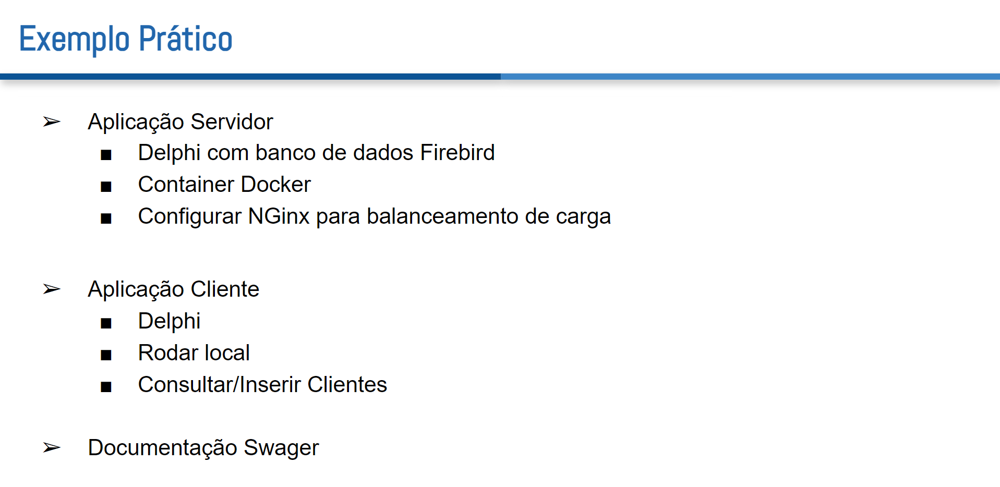 Exemplo Prático
➢ Aplicação Servidor
■ Delphi com banco de dados Firebird
■ Container Docker
■ Configurar NGinx para balanceamento de carga
➢ Aplicação Cliente
■ Delphi
■ Rodar local
■ Consultar/Inserir Clientes
➢ Documentação Swager